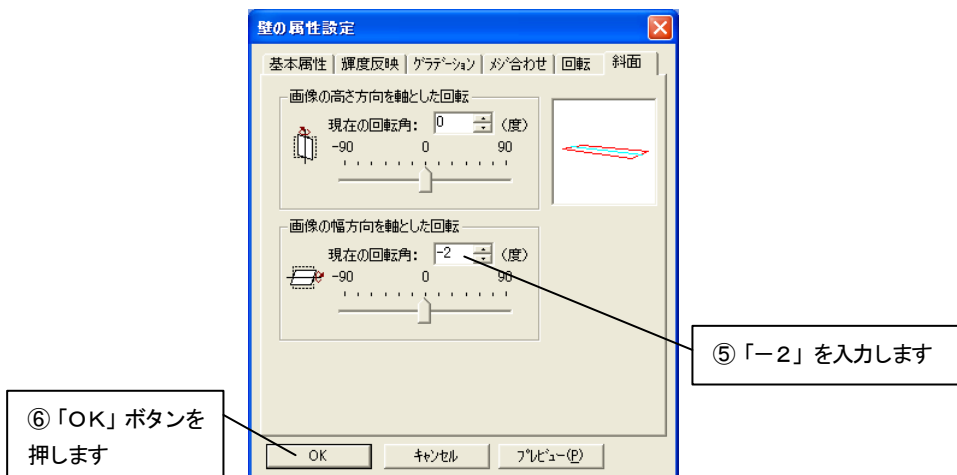 壁の属性設定
基本属性 輝度反映 グラデーション メジ合わせ 回転 斜面
画像の高さ方向を軸とした回転
現在の回転角: 0 (度)
-90 0 90
画像の幅方向を軸とした回転
現在の回転角: -2 (度)
-90 0 90
⑤「-2」を入力します
⑥「OK」ボタンを
押します
OK キャンセル プレビュー(P)